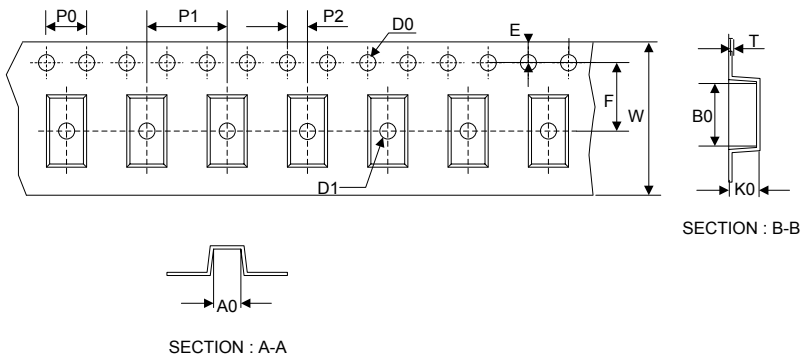 P0
P1
P2
D0
E
T
F
W
B0
D1
K0
SECTION : B-B
A0
SECTION : A-A